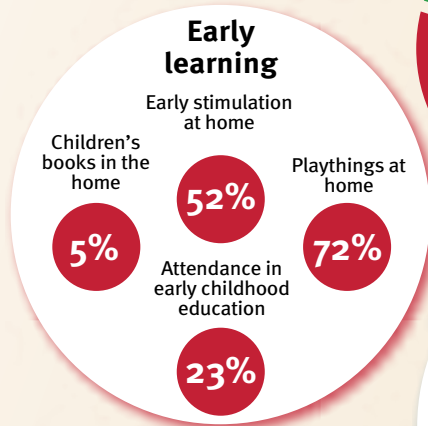 Early
learning
Early stimulation
at home
52%
Children’s
books in the
home
5%
Playthings at
home
72%
Attendance in
early childhood
education
23%